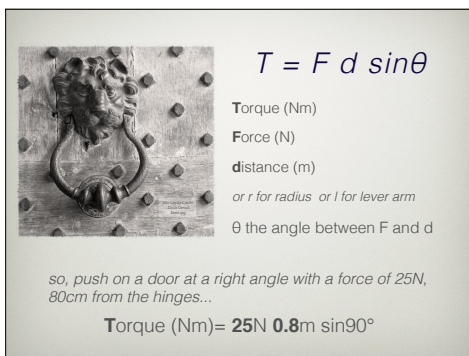 T = F d sinθ
Torque (Nm)
Force (N)
distance (m)
or r for radius or l for lever arm
θ the angle between F and d
so, push on a door at a right angle with a force of 25N,
80cm from the hinges...
Torque (Nm)= 25N 0.8m sin90°